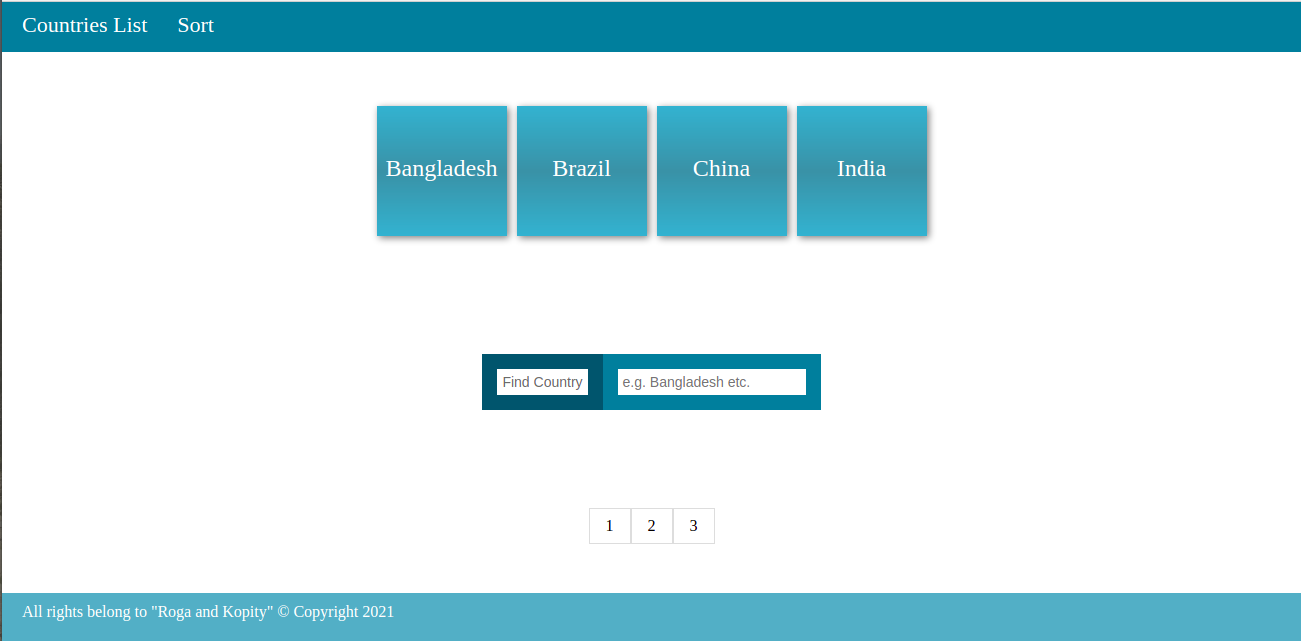 Countries List Sort
Bangladesh Brazil China India
Find Country e.g. Bangladesh etc.
1 2 3
All rights belong to "Roga and Kopity" © Copyright 2021